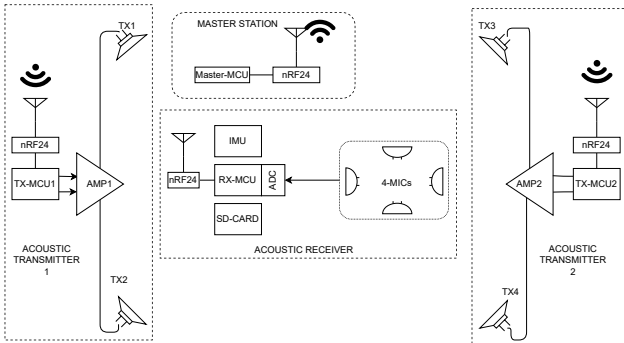 TX1
nRF24
TX-MCU1
AMP1
ACOUSTIC
TRANSMITTER
1
TX2
MASTER STATION
Master-MCU
nRF24
IMU
nRF24
RX-MCU
ADC
SD-CARD
4-MICs
ACOUSTIC RECEIVER
TX3
nRF24
AMP2
TX-MCU2
ACOUSTIC
TRANSMITTER
2
TX4